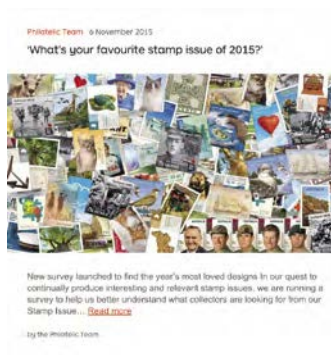 Philatelic Team 6 November 2015
'What's your favourite stamp issue of 2015?'
New survey launched to find the year's most loved designs In our quest to
continually produce interesting and relevant stamp issues, we are running a
survey to help us better understand what collectors are looking for from our
Stamp Issue... Read more
by the Philatelic Team